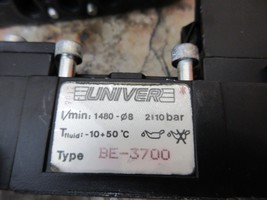 UNIVER
l/min: 1480 - Ø8 2÷10 bar
Tfluid: -10+50 °C
Type BE-3700